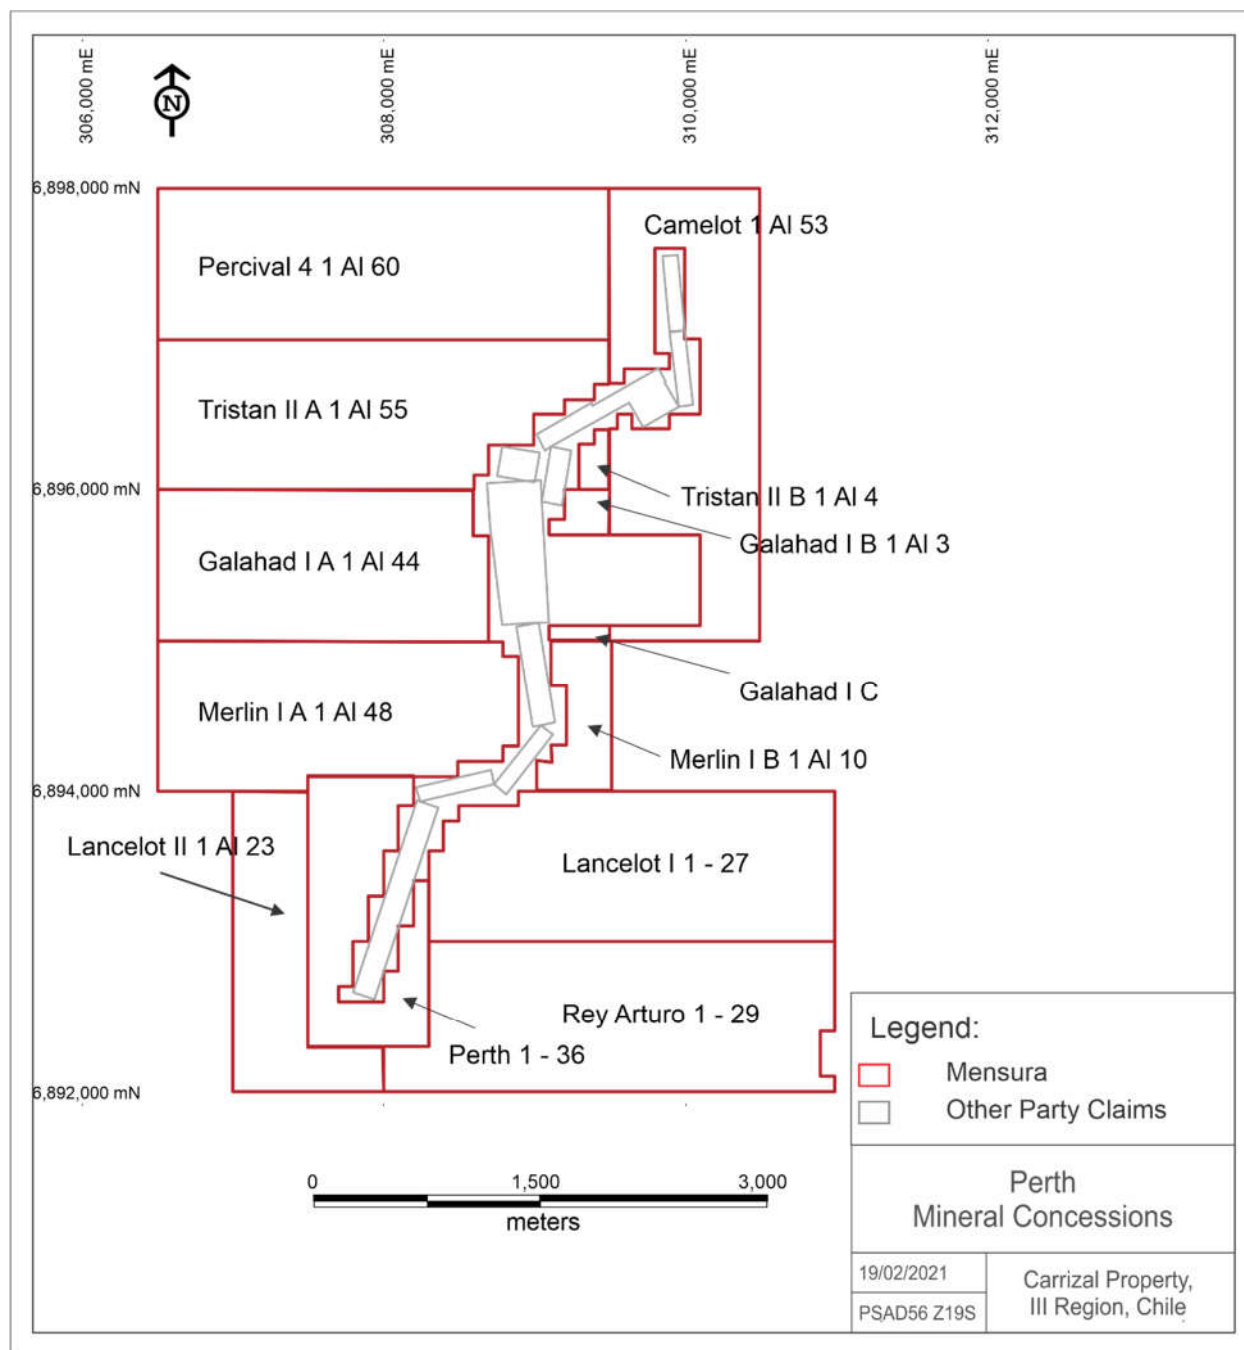 306,000 mE
308,000 mE
310,000 mE
312,000 mE
N
6,898,000 mN
Camelot 1 Al 53
Percival 4 1 Al 60
Tristan II A 1 Al 55
6,896,000 mN
Tristan II B 1 Al 4
Galahad I B 1 Al 3
Galahad I A 1 Al 44
Galahad I C
Merlin I A 1 Al 48
Merlin I B 1 Al 10
6,894,000 mN
Lancelot II 1 Al 23
Lancelot I 1 - 27
Rey Arturo 1 - 29
Perth 1 - 36
6,892,000 mN
Legend:
Mensura
Other Party Claims
0 1,500 3,000
meters
Perth
Mineral Concessions
19/02/2021
PSAD56 Z19S
Carrizal Property,
III Region, Chile